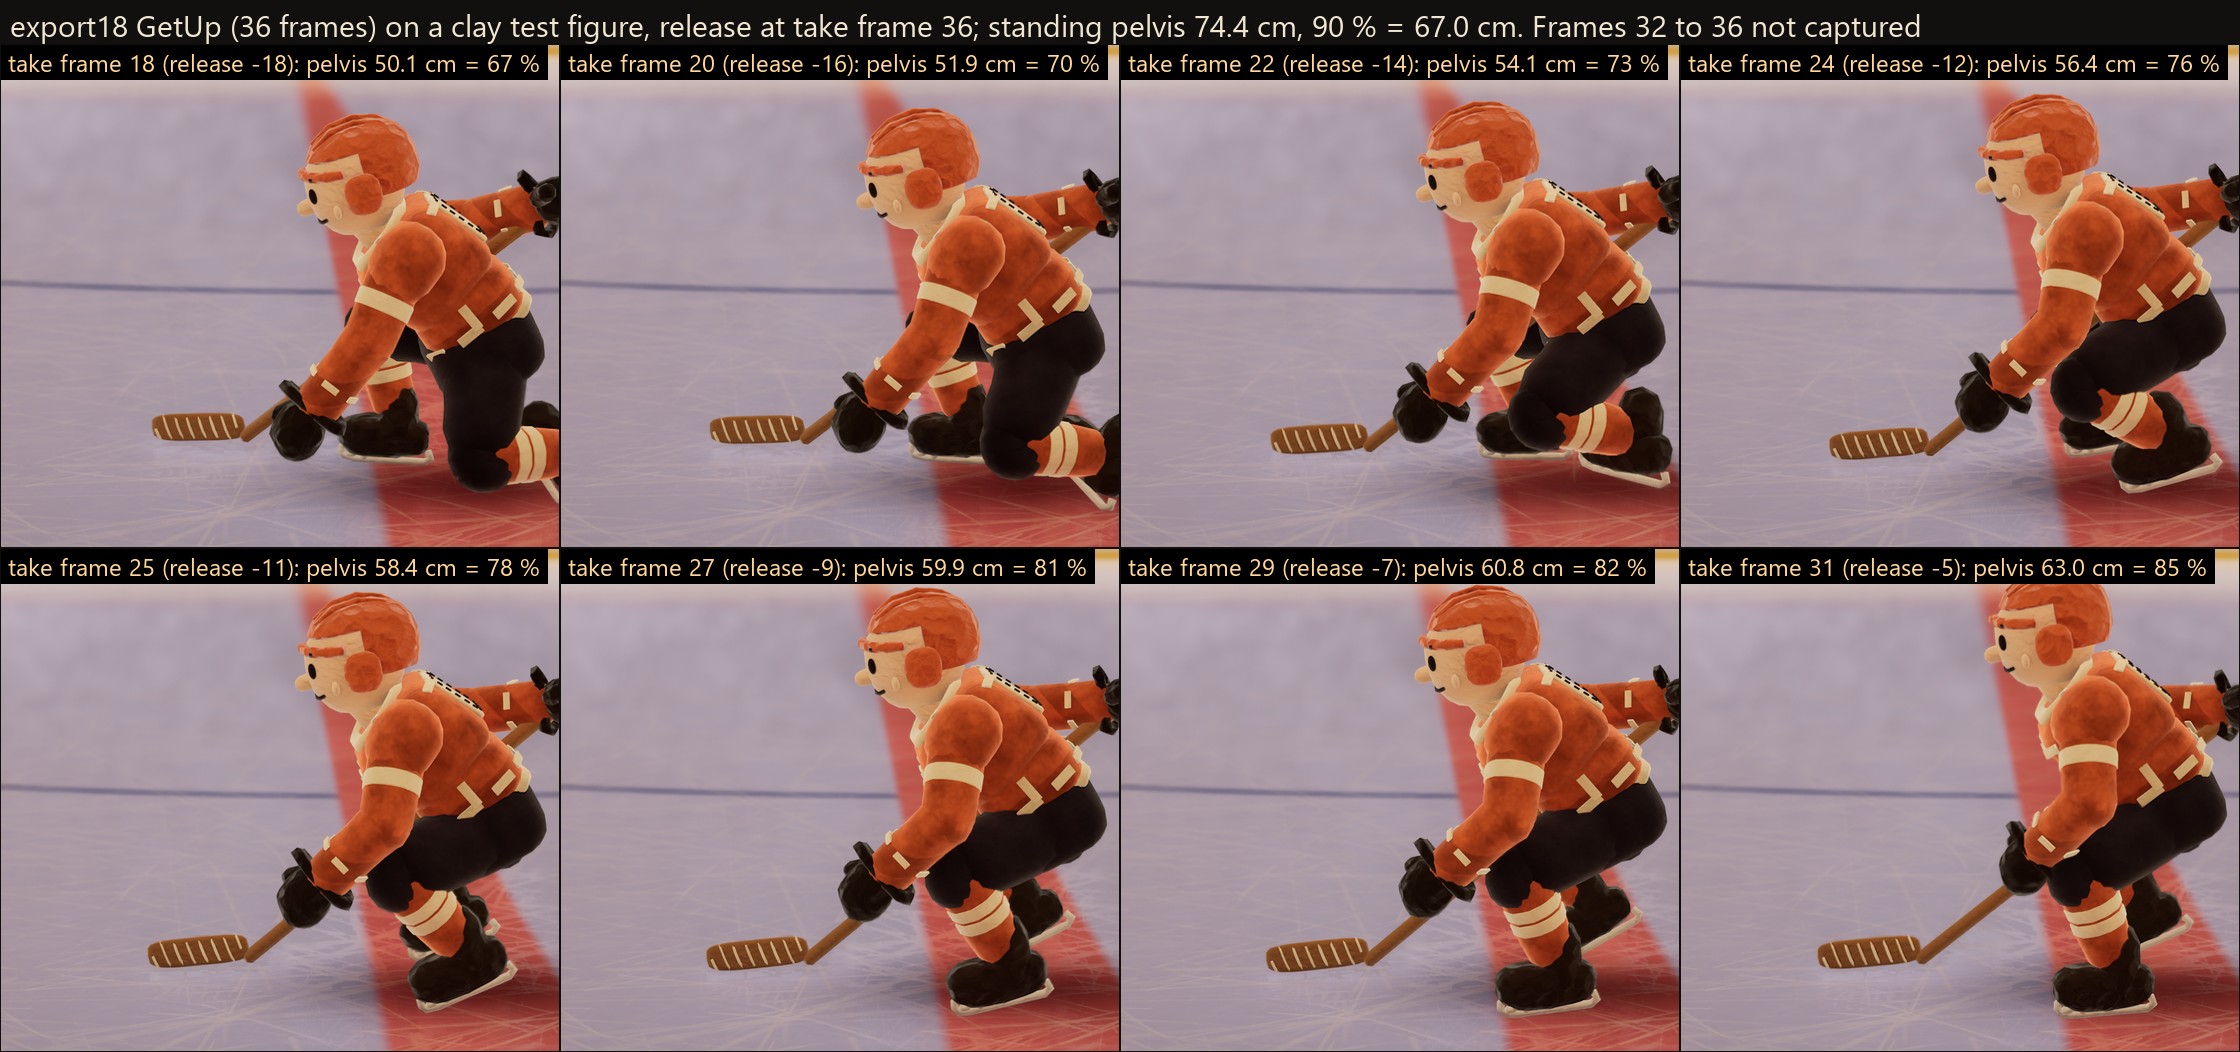 export18 GetUp (36 frames) on a clay test figure, release at take frame 36; standing pelvis 74.4 cm, 90 % = 67.0 cm. Frames 32 to 36 not captured
take frame 18 (release -18): pelvis 50.1 cm = 67 %
take frame 20 (release -16): pelvis 51.9 cm = 70 %
take frame 22 (release -14): pelvis 54.1 cm = 73 %
take frame 24 (release -12): pelvis 56.4 cm = 76 %
take frame 25 (release -11): pelvis 58.4 cm = 78 %
take frame 27 (release -9): pelvis 59.9 cm = 81 %
take frame 29 (release -7): pelvis 60.8 cm = 82 %
take frame 31 (release -5): pelvis 63.0 cm = 85 %